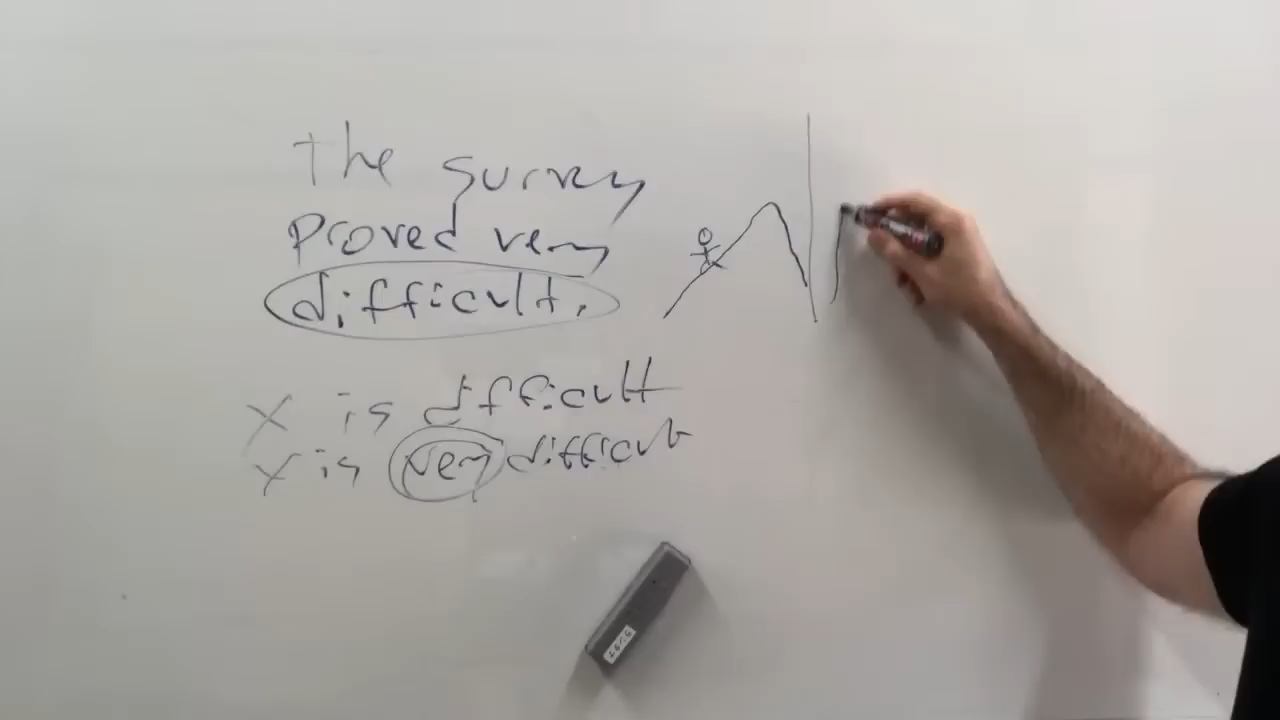 The survey
proved very
difficult.
X is difficult
Y is very difficult